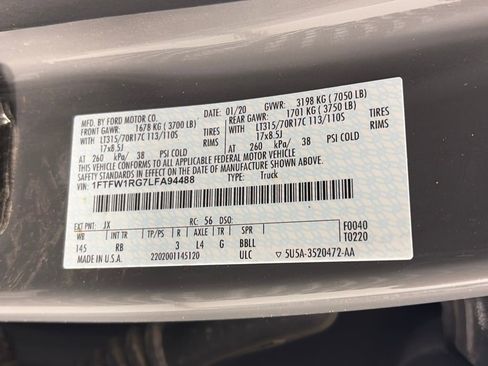 MFD. BY FORD MOTOR CO.
DATE: 01/20 GVWR: 3198 KG ( 7050 LB)
FRONT GAWR: 1678 KG ( 3700 LB) REAR GAWR: 1701 KG ( 3750 LB)
WITH LT315/70R17C 113/110S TIRES WITH LT315/70R17C 113/110S TIRES
17x8.5J RIMS 17x8.5J RIMS
AT 260 kPa/ 38 PSI COLD AT 260 kPa/ 38 PSI COLD
THIS VEHICLE CONFORMS TO ALL APPLICABLE FEDERAL MOTOR VEHICLE
SAFETY AND THEFT PREVENTION STANDARDS IN EFFECT ON THE DATE OF MANUFACTURE SHOWN ABOVE.
VIN: 1FTFW1RG7LFA94488 TYPE: Truck
EXT PNT: JX RC: 56 DSO: F0040
WB INT TR TP/PS R AXLE TR SPR T0220
145 RB 3 L4 G BBLL
MADE IN U.S.A. 2202001145120 ULC ▽ 5U5A-3520472-AA